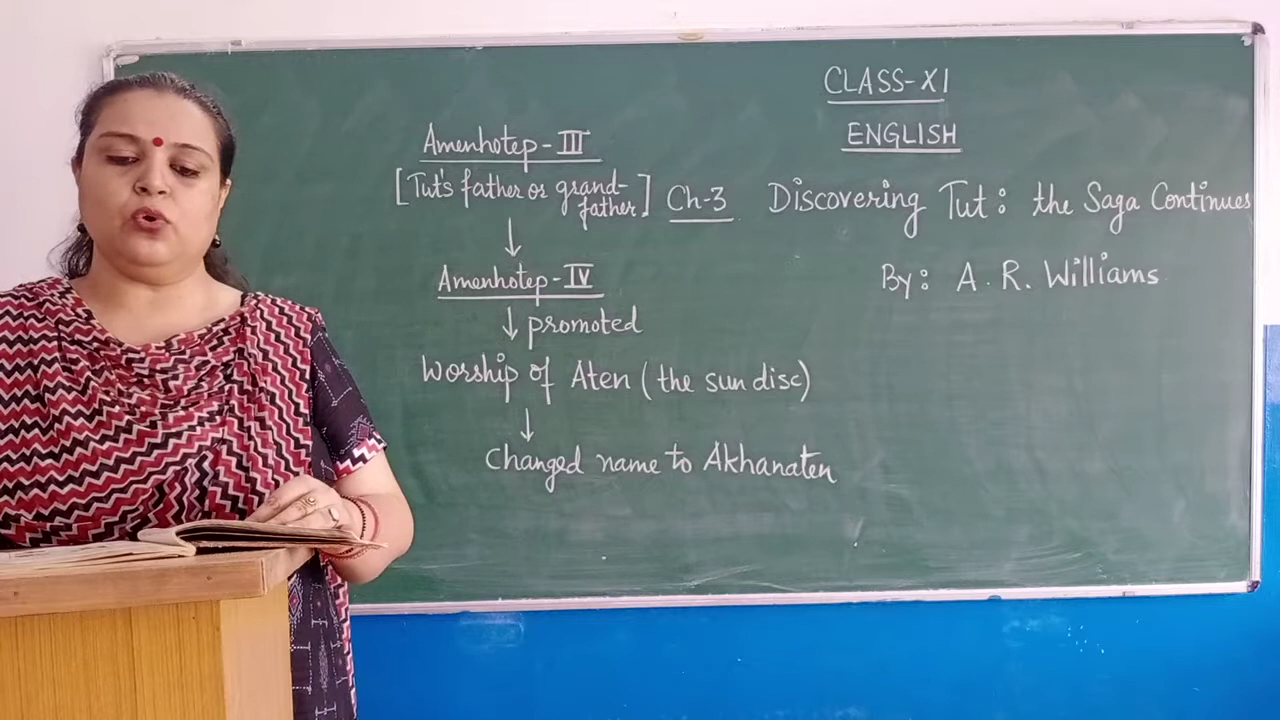 CLASS-XI
ENGLISH
Ch-3 Discovering Tut: the Saga Continues
By: A. R. Williams
Amenhotep-III
[Tut's father or grand-
father]
↓
Amenhotep-IV
↓ promoted
Worship of Aten (the sun disc)
↓
Changed name to Akhanaten